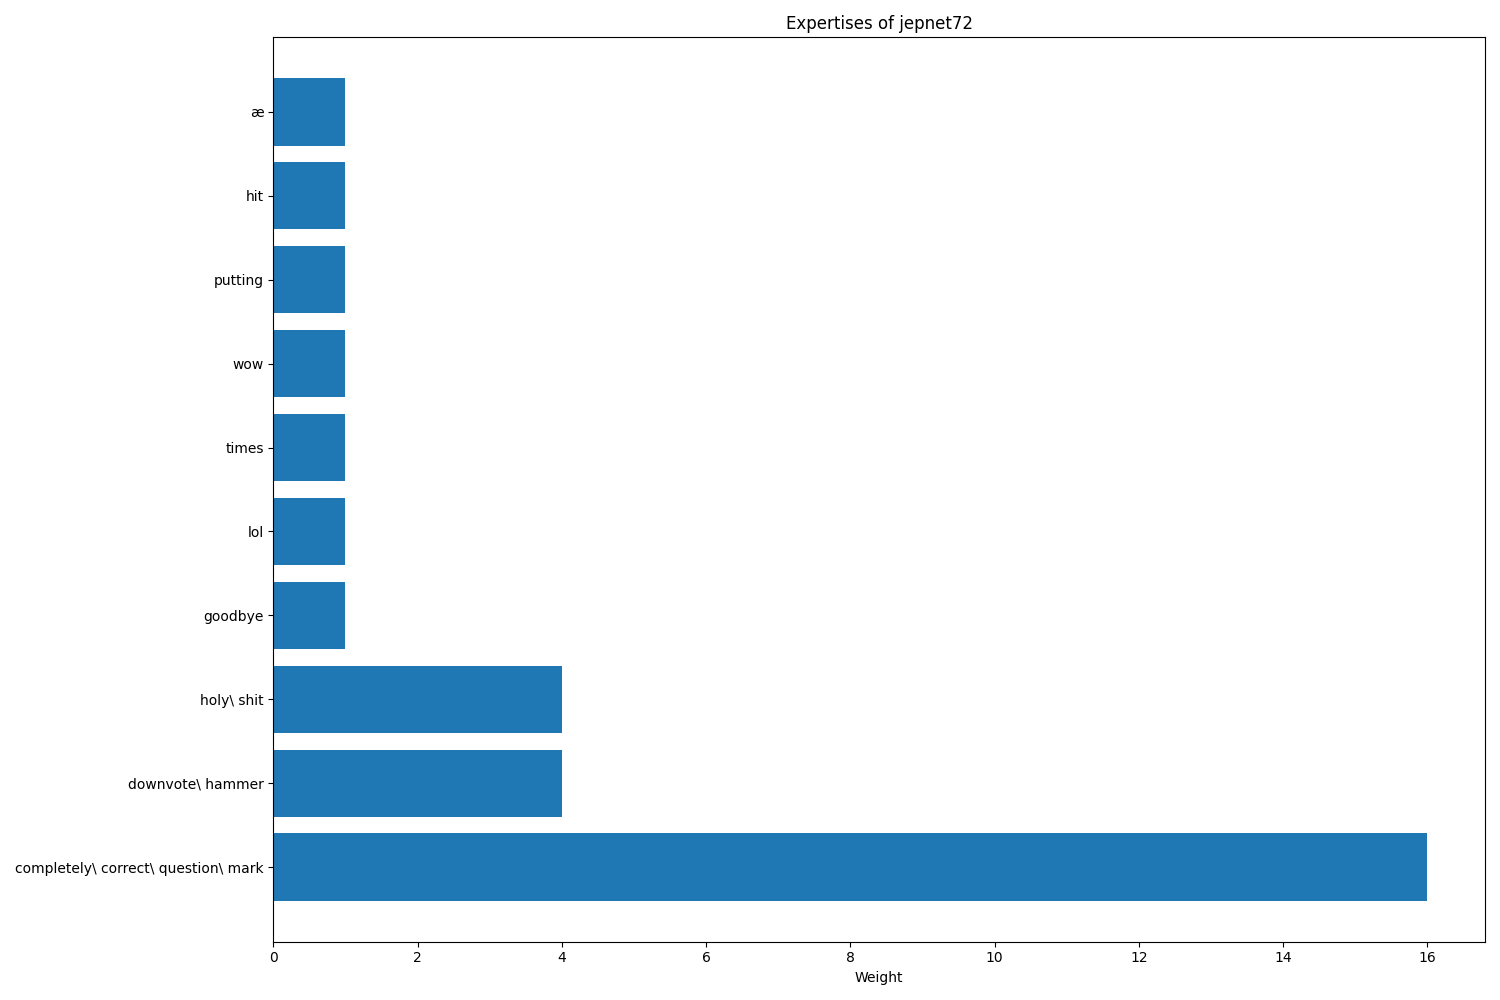 Expertises of jepnet72
æ
hit
putting
wow
times
lol
goodbye
holy\ shit
downvote\ hammer
completely\ correct\ question\ mark
0 2 4 6 8 10 12 14 16
Weight